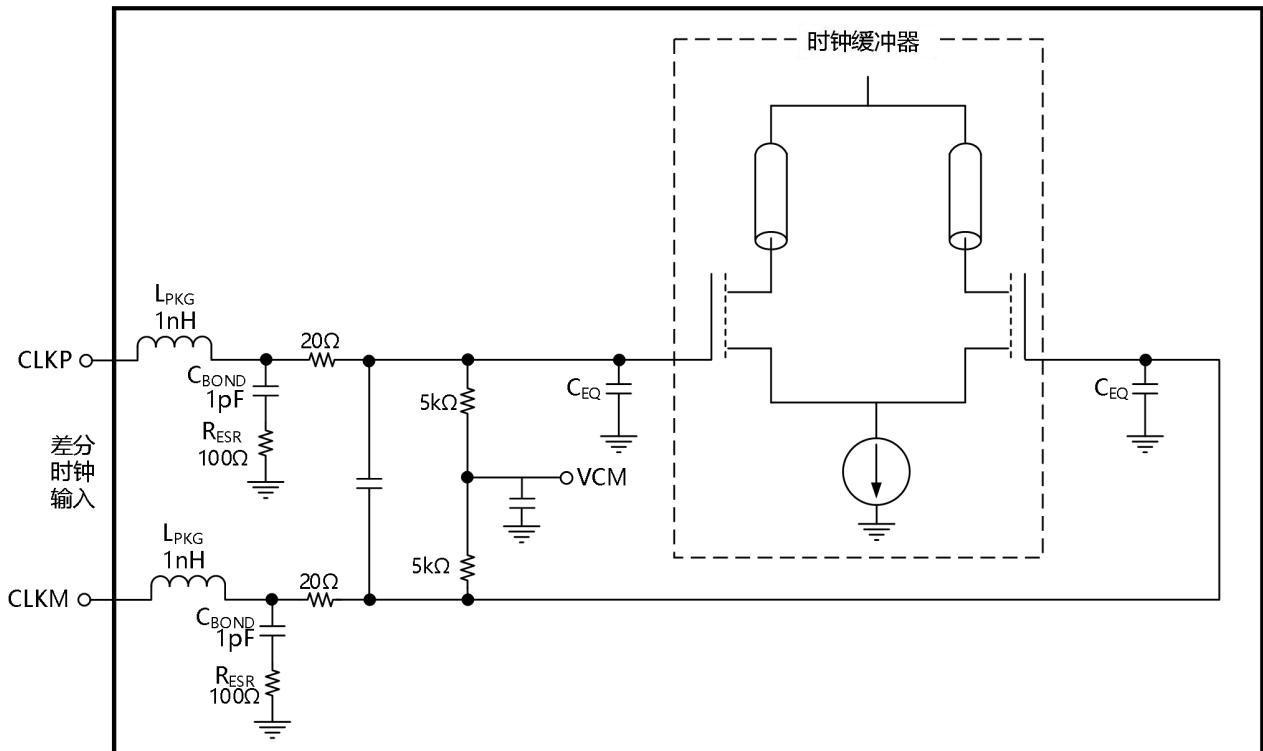 时钟缓冲器
LPKG
1nH
CLKP
20Ω
CBOND
1pF
RESR
100Ω
5kΩ
CEQ
CEQ
差分
时钟
输入
VCM
LPKG
1nH
5kΩ
CLKM
20Ω
CBOND
1pF
RESR
100Ω